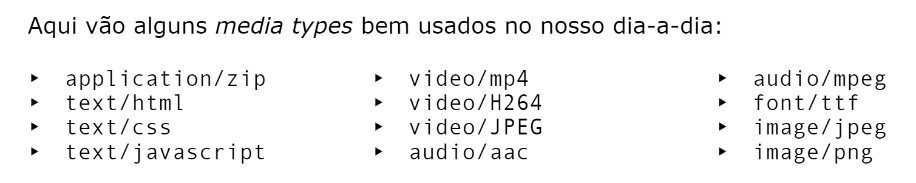 Aqui vão alguns media types bem usados no nosso dia-a-dia:
‣ application/zip
‣ text/html
‣ text/css
‣ text/javascript
‣ video/mp4
‣ video/H264
‣ video/JPEG
‣ audio/aac
‣ audio/mpeg
‣ font/ttf
‣ image/jpeg
‣ image/png